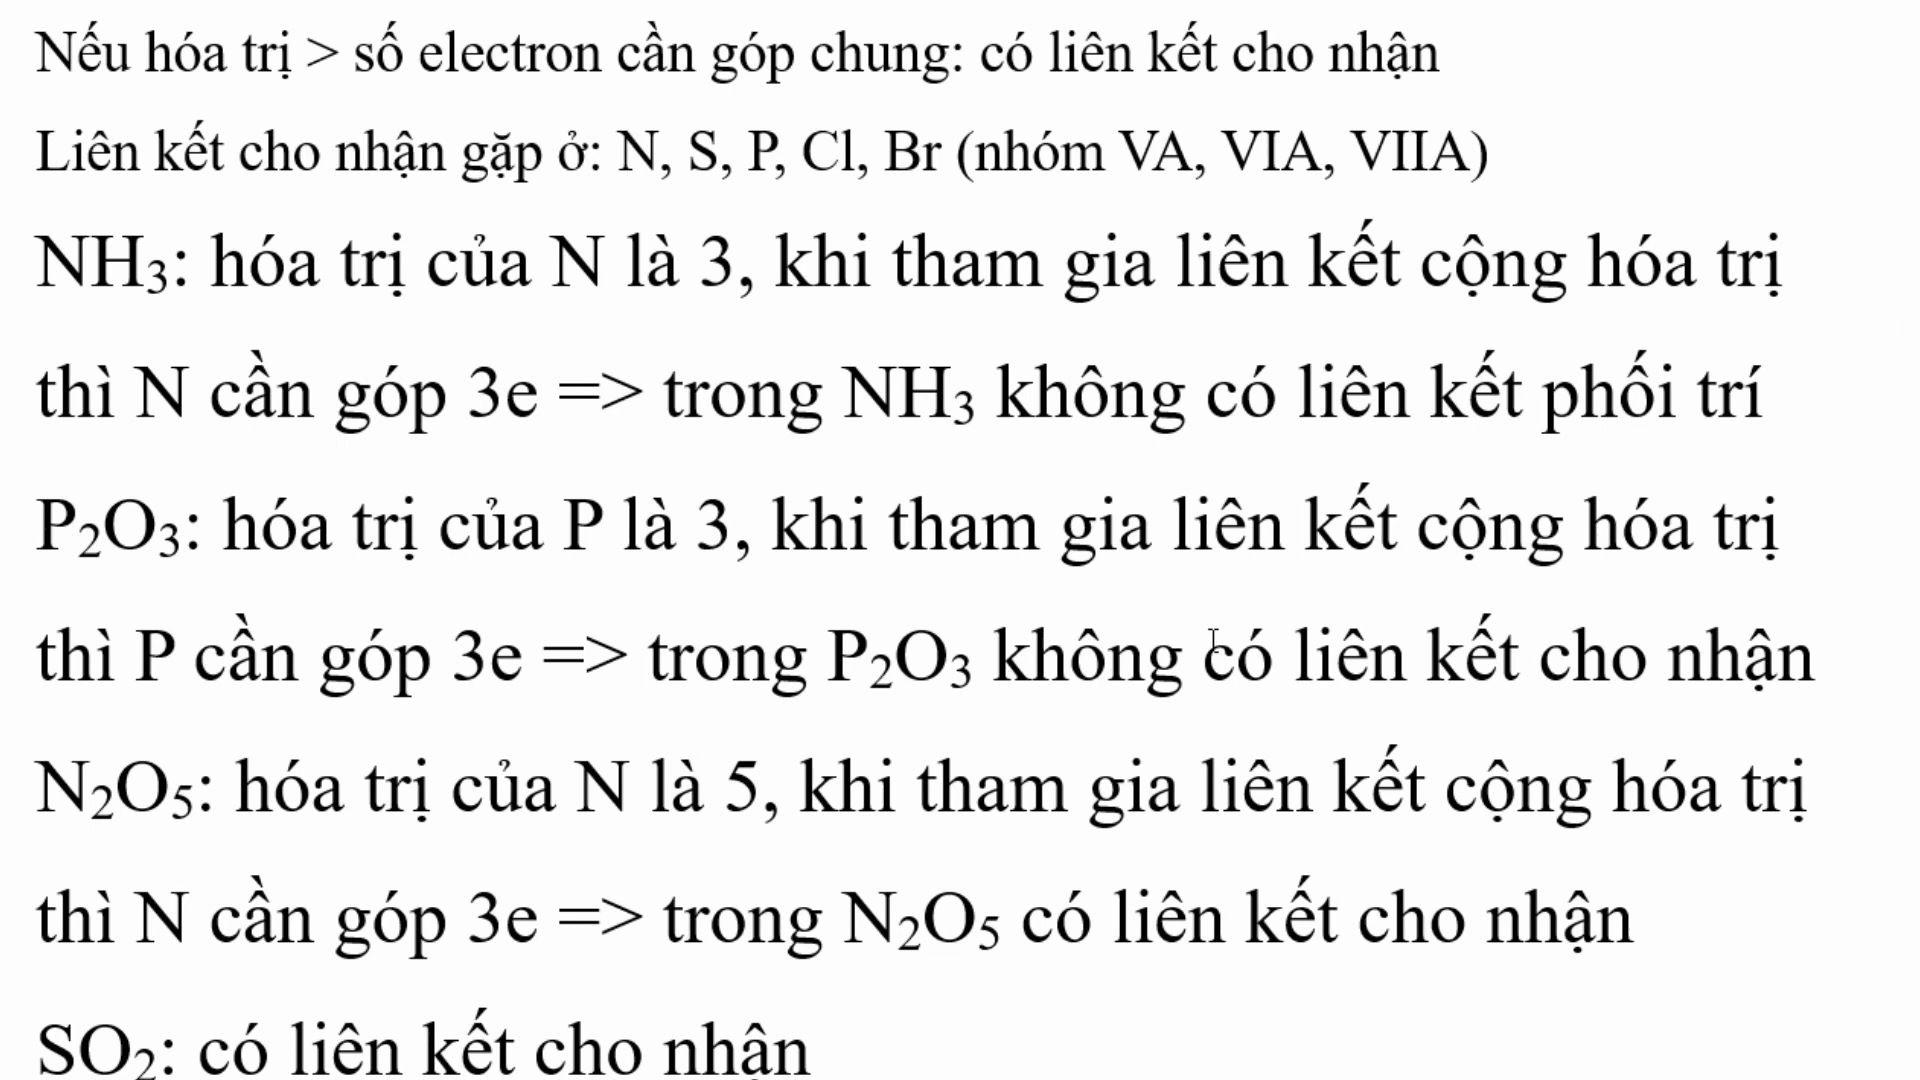 Nếu hóa trị > số electron cần góp chung: có liên kết cho nhận
Liên kết cho nhận gặp ở: N, S, P, Cl, Br (nhóm VA, VIA, VIIA)
NH₃: hóa trị của N là 3, khi tham gia liên kết cộng hóa trị
thì N cần góp 3e => trong NH₃ không có liên kết phối trí
P₂O₃: hóa trị của P là 3, khi tham gia liên kết cộng hóa trị
thì P cần góp 3e => trong P₂O₃ không có liên kết cho nhận
N₂O₅: hóa trị của N là 5, khi tham gia liên kết cộng hóa trị
thì N cần góp 3e => trong N₂O₅ có liên kết cho nhận
SO₂: có liên kết cho nhận